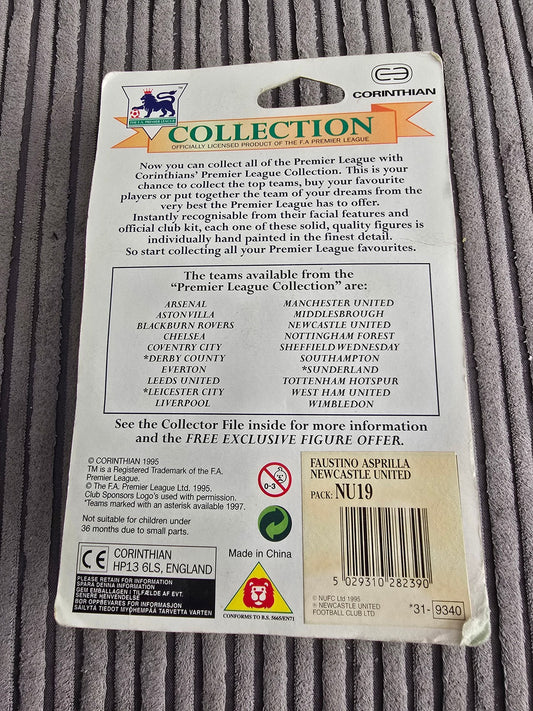 THE F.A. PREMIER LEAGUE
CORINTHIAN
COLLECTION
OFFICIALLY LICENSED PRODUCT OF THE F.A PREMIER LEAGUE
Now you can collect all of the Premier League with
Corinthians' Premier League Collection. This is your
chance to collect the top teams, buy your favourite
players or put together the team of your dreams from the
very best the Premier League has to offer.
Instantly recognisable from their facial features and
official club kit, each one of these solid, quality figures is
individually hand painted in the finest detail.
So start collecting all your Premier League favourites.
The teams available from the
"Premier League Collection" are:
ARSENAL
ASTON VILLA
BLACKBURN ROVERS
CHELSEA
COVENTRY CITY
*DERBY COUNTY
EVERTON
LEEDS UNITED
*LEICESTER CITY
LIVERPOOL
MANCHESTER UNITED
MIDDLESBROUGH
NEWCASTLE UNITED
NOTTINGHAM FOREST
SHEFFIELD WEDNESDAY
SOUTHAMPTON
*SUNDERLAND
TOTTENHAM HOTSPUR
WEST HAM UNITED
WIMBLEDON
See the Collector File inside for more information
and the FREE EXCLUSIVE FIGURE OFFER.
© CORINTHIAN 1995
TM is a Registered Trademark of the F.A.
Premier League.
© The F.A. Premier League Ltd. 1995.
Club Sponsors Logo's used with permission.
*Teams marked with an asterisk available 1997.
Not suitable for children under
36 months due to small parts.
0-3
Made in China
CE
CORINTHIAN
HP13 6LS, ENGLAND
PLEASE RETAIN FOR INFORMATION
SPARA DENNA INFORMATION
GEM EMBALLAGEN I TILFÆLDE AF EVT.
SENERE HENVENDELSE
BOR OPPBEVARES FOR INFORMASJON
SÄILYTÄ TIEDOT MYÖHEMPÄÄ TARVETTA VARTEN
CONFORMS TO B.S. 5665/EN71
FAUSTINO ASPRILLA
NEWCASTLE UNITED
PACK: NU19
5 029310 282390
© NUFC Ltd 1995
® NEWCASTLE UNITED
FOOTBALL CLUB LTD
*31- 9340